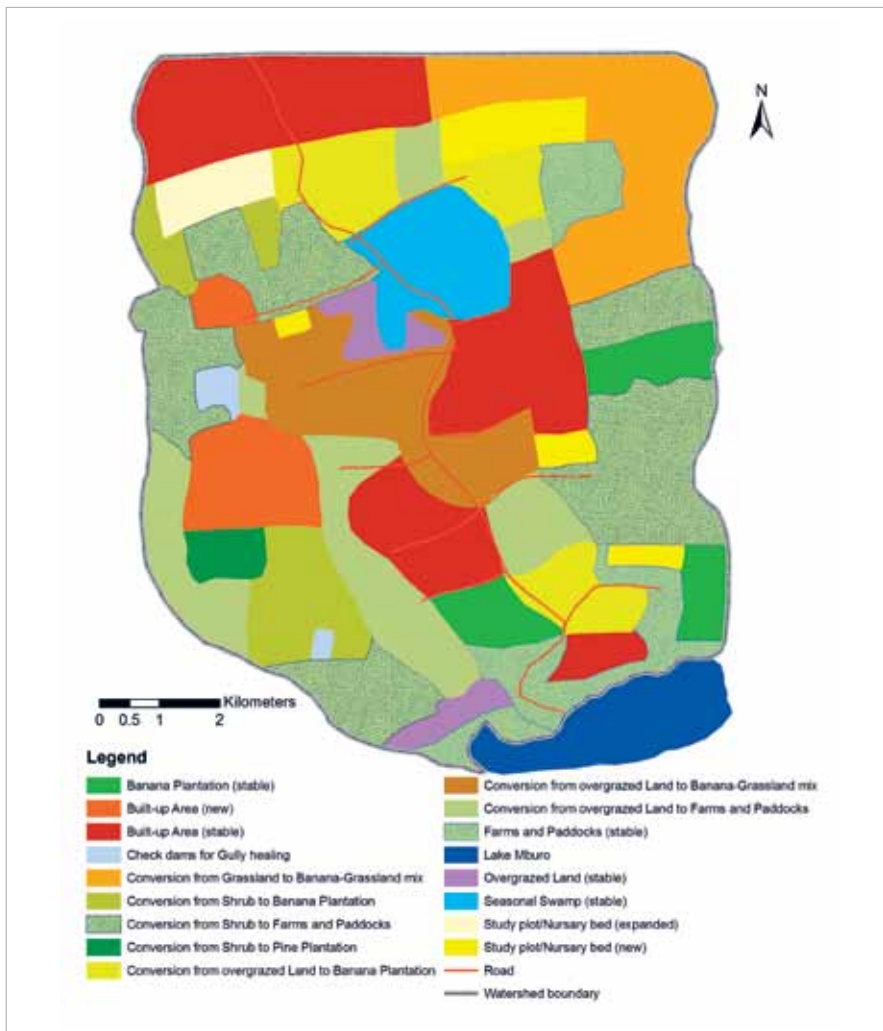 N
Kilometers
0 0.5 1 2
Legend
Banana Plantation (stable)
Built-up Area (new)
Built-up Area (stable)
Check dams for Gully healing
Conversion from Grassland to Banana-Grassland mix
Conversion from Shrub to Banana Plantation
Conversion from Shrub to Farms and Paddocks
Conversion from Shrub to Pine Plantation
Conversion from overgrazed Land to Banana Plantation
Conversion from overgrazed Land to Banana-Grassland mix
Conversion from overgrazed Land to Farms and Paddocks
Farms and Paddocks (stable)
Lake Mburo
Overgrazed Land (stable)
Seasonal Swamp (stable)
Study plot/Nursary bed (expanded)
Study plot/Nursary bed (new)
Road
Watershed boundary